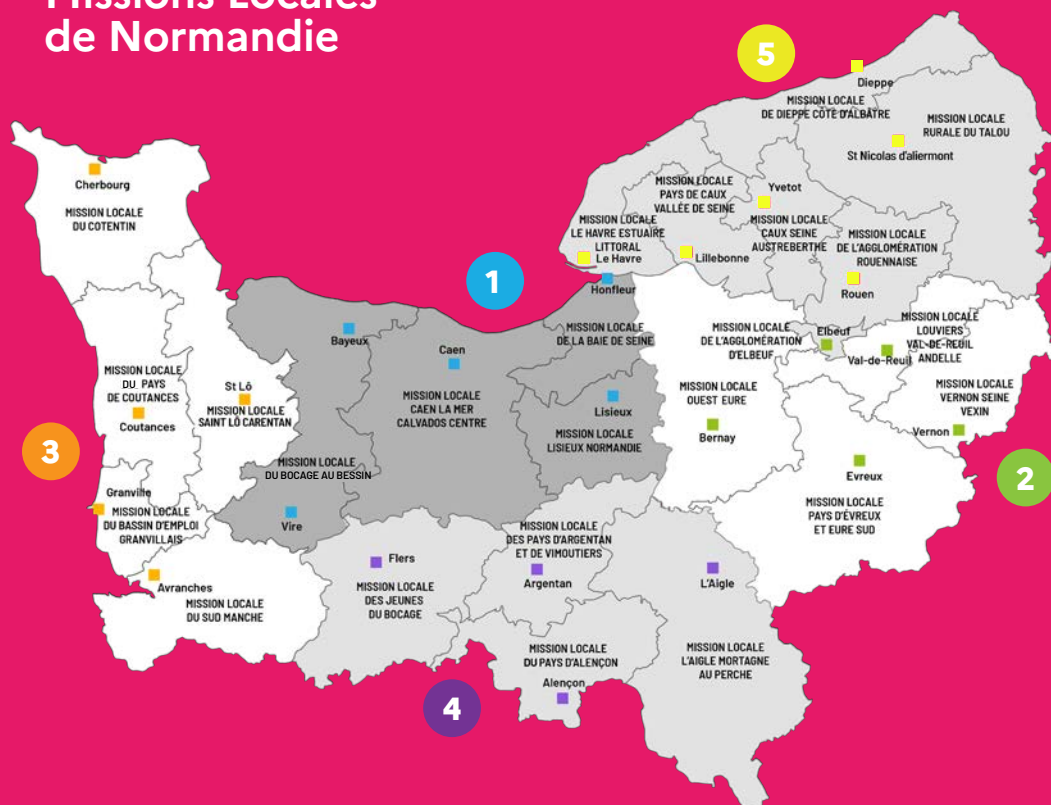 Missions Locales
de Normandie
5
Dieppe
MISSION LOCALE
DE DIEPPE CÔTE D'ALBÂTRE
MISSION LOCALE
RURALE DU TALOU
St Nicolas d'aliermont
Cherbourg
MISSION LOCALE
DU COTENTIN
MISSION LOCALE
PAYS DE CAUX
VALLÉE DE SEINE
Yvetot
MISSION LOCALE
CAUX SEINE
AUSTREBERTHE
MISSION LOCALE
LE HAVRE ESTUAIRE
LITTORAL
Le Havre
Lillebonne
MISSION LOCALE
DE L'AGGLOMÉRATION
ROUENNAISE
Rouen
1
Honfleur
MISSION LOCALE
DE LA BAIE DE SEINE
Bayeux
Caen
MISSION LOCALE
CAEN LA MER
CALVADOS CENTRE
Lisieux
MISSION LOCALE
LISIEUX NORMANDIE
MISSION LOCALE
DE L'AGGLOMÉRATION
D'ELBEUF
Elbeuf
MISSION LOCALE
LOUVIERS
VAL-DE-REUIL
ANDELLE
Val-de-Reuil
MISSION LOCALE
OUEST EURE
Bernay
MISSION LOCALE
VERNON SEINE
VEXIN
Vernon
MISSION LOCALE
DU PAYS
DE COUTANCES
Coutances
St Lô
MISSION LOCALE
SAINT LÔ CARENTAN
3
MISSION LOCALE
DU BOCAGE AU BESSIN
Vire
Evreux
MISSION LOCALE
PAYS D'ÉVREUX
ET EURE SUD
2
Granville
MISSION LOCALE
DU BASSIN D'EMPLOI
GRANVILLAIS
Avranches
MISSION LOCALE
DU SUD MANCHE
Flers
MISSION LOCALE
DES JEUNES
DU BOCAGE
MISSION LOCALE
DES PAYS D'ARGENTAN
ET DE VIMOUTIERS
Argentan
L'Aigle
MISSION LOCALE
L'AIGLE MORTAGNE
AU PERCHE
MISSION LOCALE
DU PAYS D'ALENÇON
Alençon
4